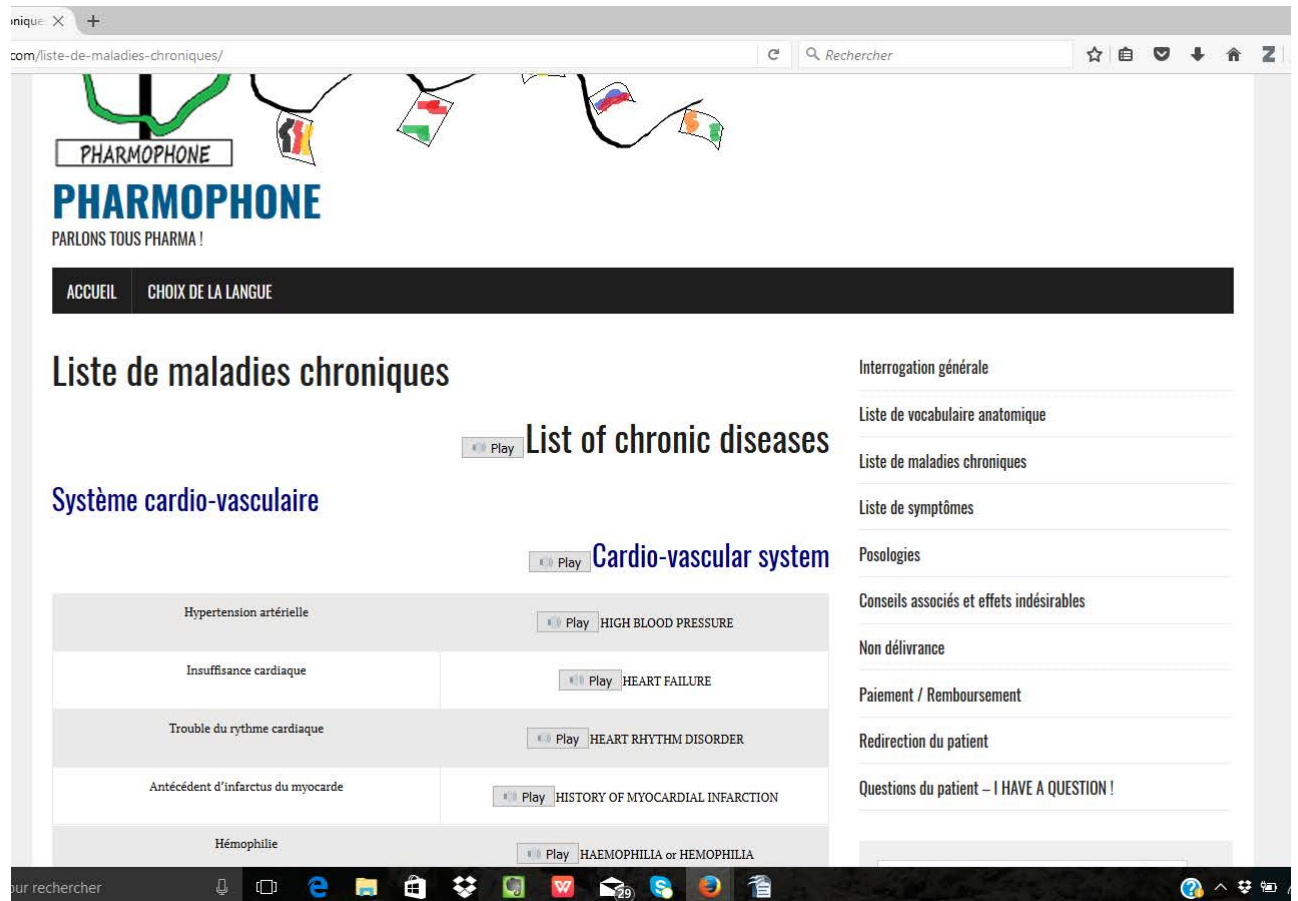 onique
com/liste-de-maladies-chroniques/
Rechercher
PHARMOPHONE
PHARMOPHONE
PARLONS TOUS PHARMA !
ACCUEIL CHOIX DE LA LANGUE
Liste de maladies chroniques
Play List of chronic diseases
Système cardio-vasculaire
Play Cardio-vascular system
Hypertension artérielle Play HIGH BLOOD PRESSURE
Insuffisance cardiaque Play HEART FAILURE
Trouble du rythme cardiaque Play HEART RHYTHM DISORDER
Antécédent d'infarctus du myocarde Play HISTORY OF MYOCARDIAL INFARCTION
Hémophilie Play HAEMOPHILIA or HEMOPHILIA
Interrogation générale
Liste de vocabulaire anatomique
Liste de maladies chroniques
Liste de symptômes
Posologies
Conseils associés et effets indésirables
Non délivrance
Paiement / Remboursement
Redirection du patient
Questions du patient – I HAVE A QUESTION !
our rechercher
29